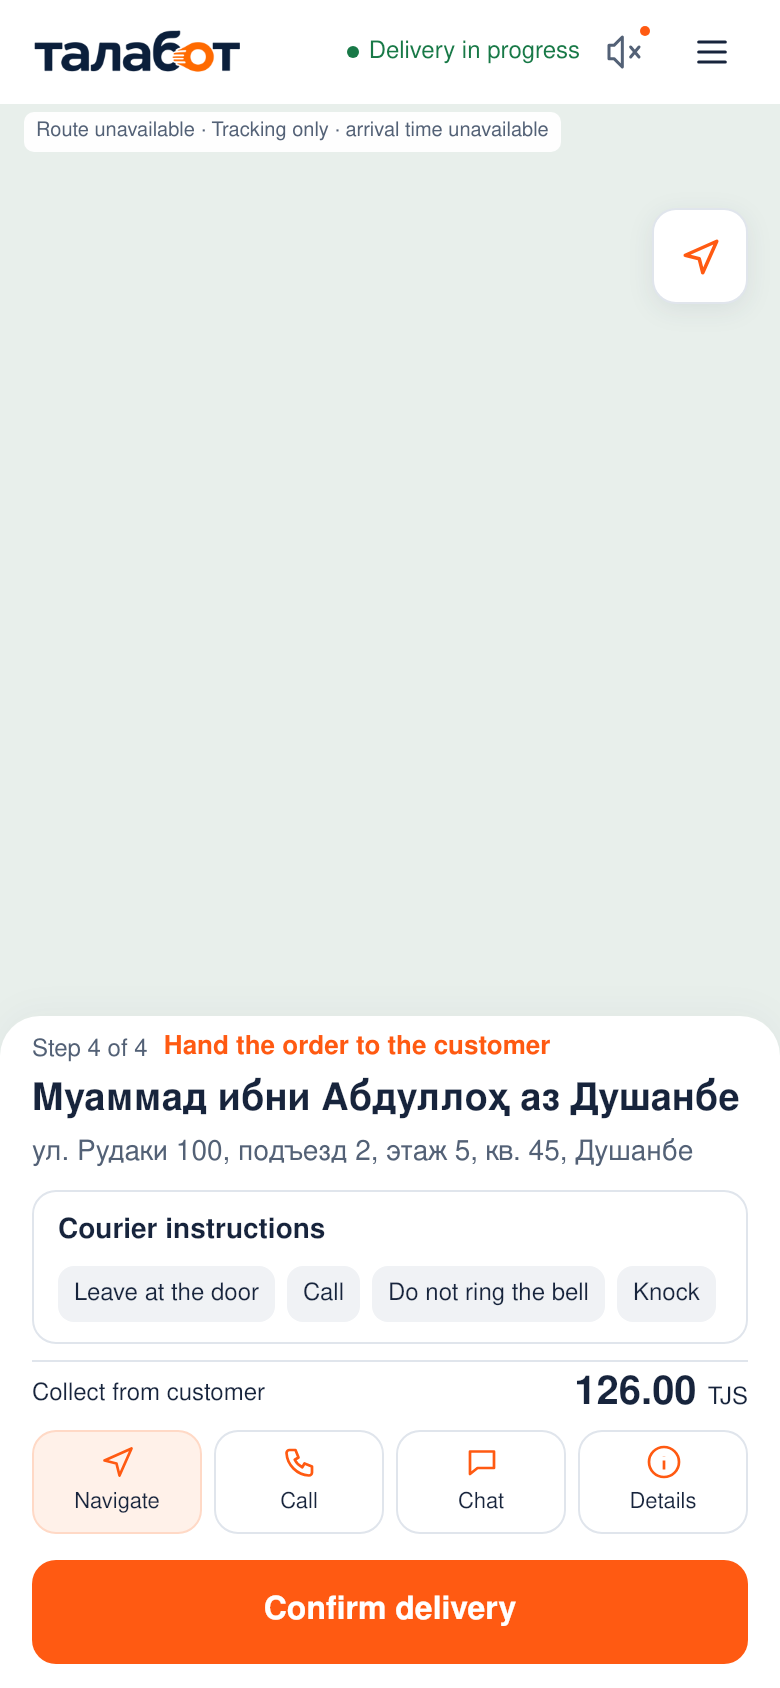 талабот
Delivery in progress
Route unavailable · Tracking only · arrival time unavailable
Step 4 of 4 Hand the order to the customer
Муаммад ибни Абдуллоҳ аз Душанбе
ул. Рудаки 100, подъезд 2, этаж 5, кв. 45, Душанбе
Courier instructions
Leave at the door Call Do not ring the bell Knock
Collect from customer 126.00 TJS
Navigate Call Chat Details
Confirm delivery